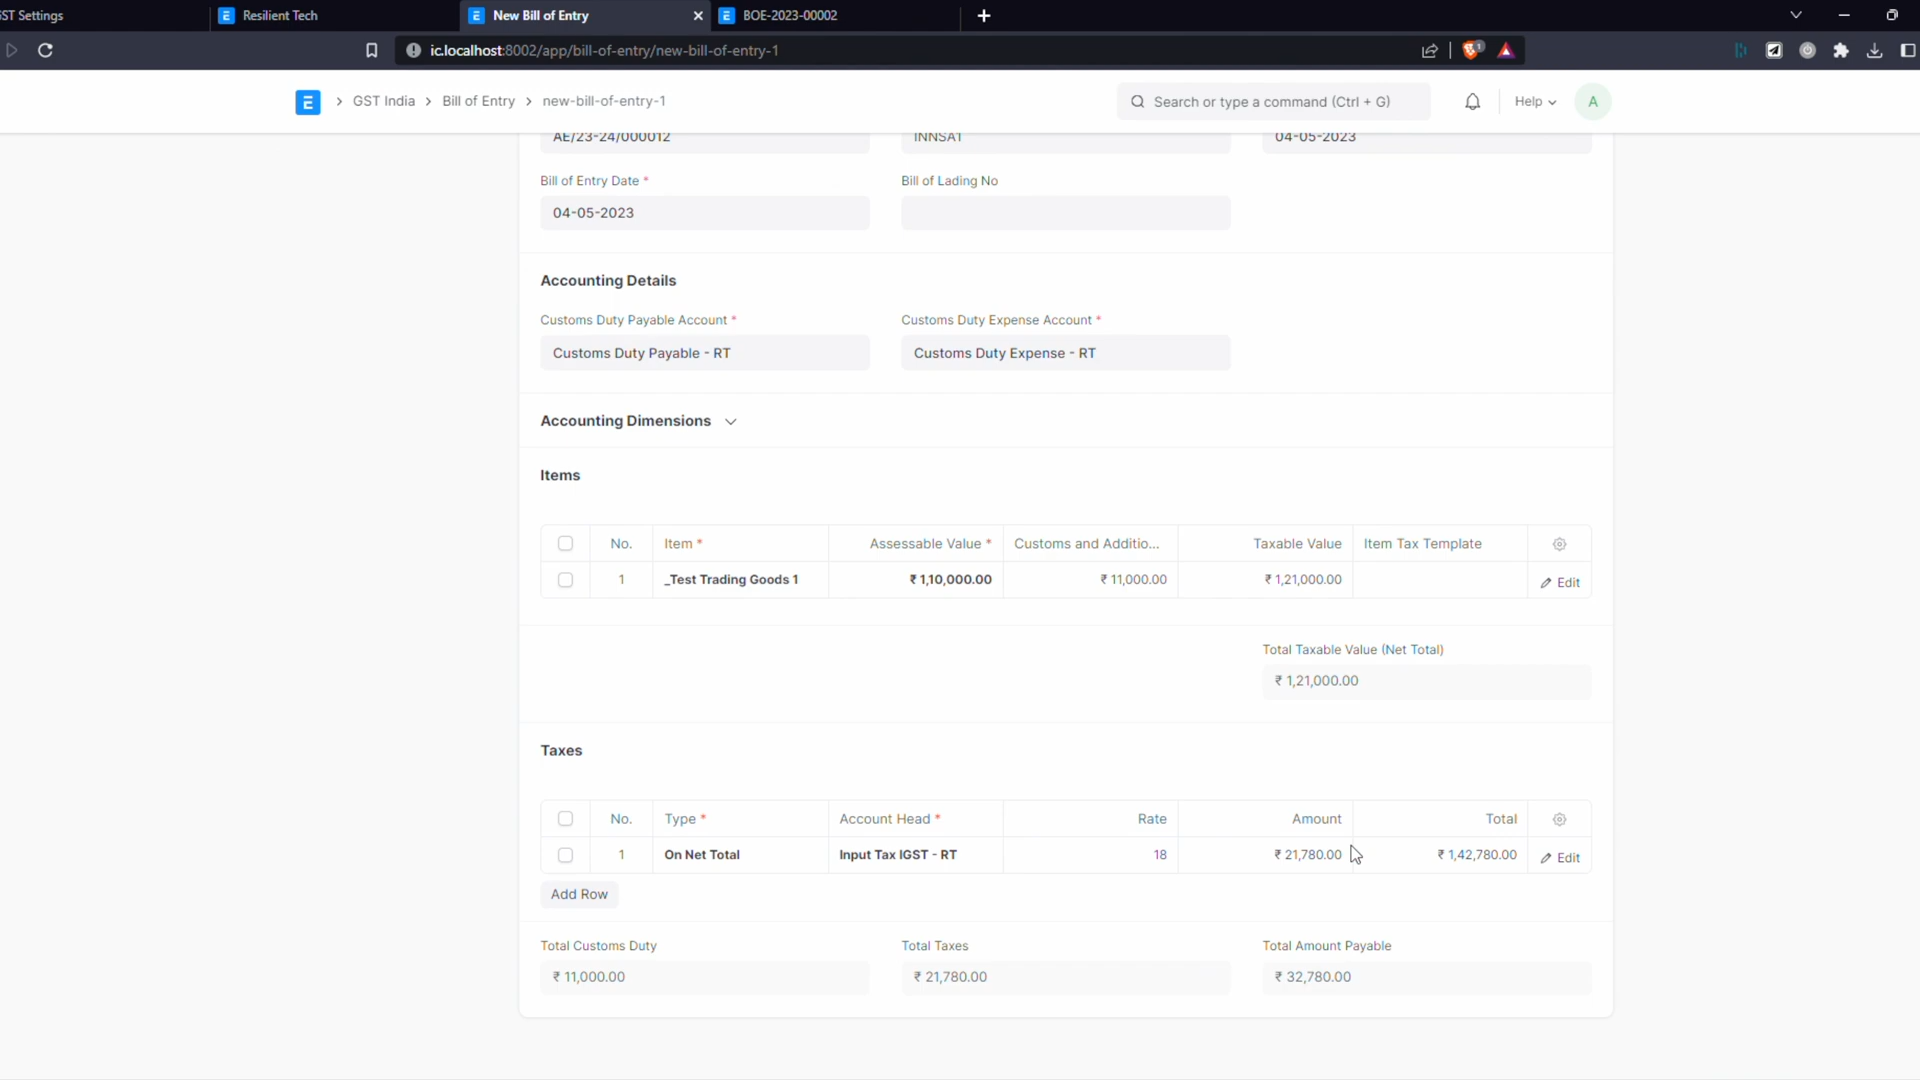 ST Settings
Resilient Tech
New Bill of Entry
BOE-2023-00002
ic.localhost:8002/app/bill-of-entry/new-bill-of-entry-1
GST India > Bill of Entry > new-bill-of-entry-1
Search or type a command (Ctrl + G)
Help
A
AE/23-24/000012
INNSA1
04-05-2023
Bill of Entry Date *
Bill of Lading No
04-05-2023
Accounting Details
Customs Duty Payable Account *
Customs Duty Expense Account *
Customs Duty Payable - RT
Customs Duty Expense - RT
Accounting Dimensions
Items
No. Item * Assessable Value * Customs and Additio... Taxable Value Item Tax Template
1 _Test Trading Goods 1 ₹ 1,10,000.00 ₹ 11,000.00 ₹ 1,21,000.00 Edit
Total Taxable Value (Net Total)
₹ 1,21,000.00
Taxes
No. Type * Account Head * Rate Amount Total
1 On Net Total Input Tax IGST - RT 18 ₹ 21,780.00 ₹ 1,42,780.00 Edit
Add Row
Total Customs Duty
Total Taxes
Total Amount Payable
₹ 11,000.00
₹ 21,780.00
₹ 32,780.00